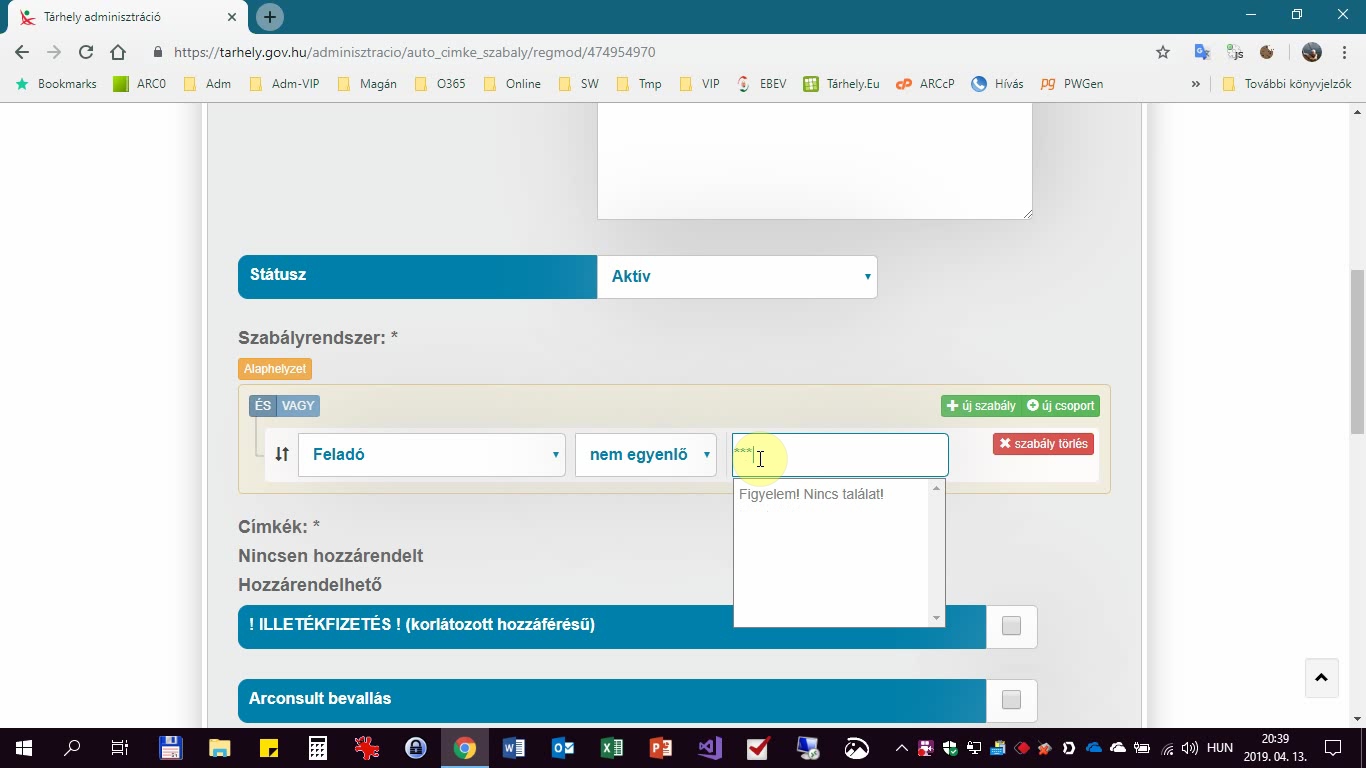 Tárhely adminisztráció
https://tarhely.gov.hu/adminisztracio/auto_cimke_szabaly/regmod/474954970
Bookmarks ARC0 Adm Adm-VIP Magán O365 Online SW Tmp VIP EBEV Tárhely.Eu ARCcP Hívás PWGen » További könyvjelzők
Státusz Aktív
Szabályrendszer: *
Alaphelyzet
ÉS VAGY új szabály új csoport
Feladó nem egyenlő *** szabály törlés
Figyelem! Nincs találat!
Címkék: *
Nincsen hozzárendelt
Hozzárendelhető
! ILLETÉKFIZETÉS ! (korlátozott hozzáférésű)
Arconsult bevallás
HUN
20:39
2019. 04. 13.